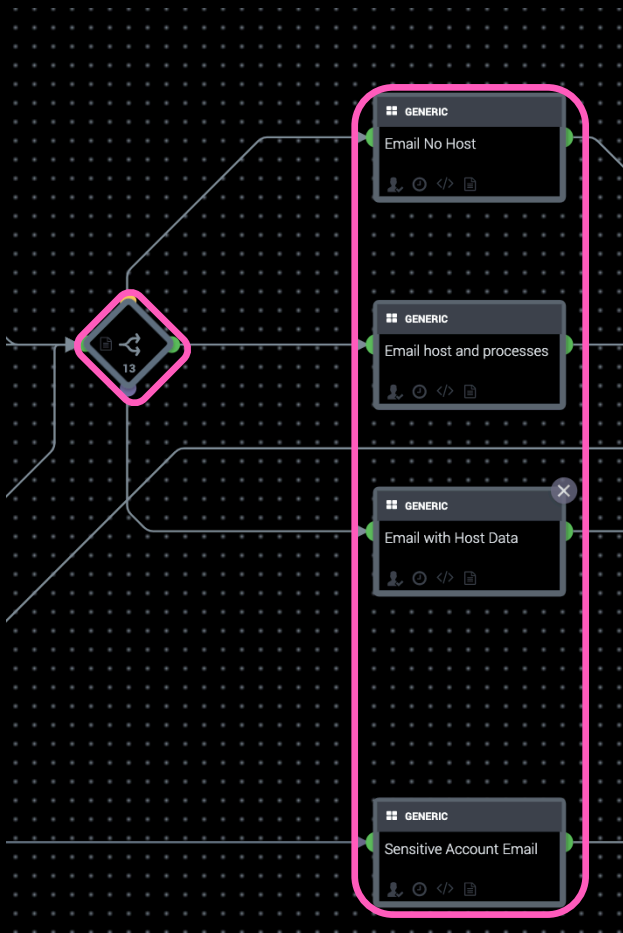 GENERIC
Email No Host
</>
GENERIC
Email host and processes
</>
13
GENERIC
Email with Host Data
</>
GENERIC
Sensitive Account Email
</>